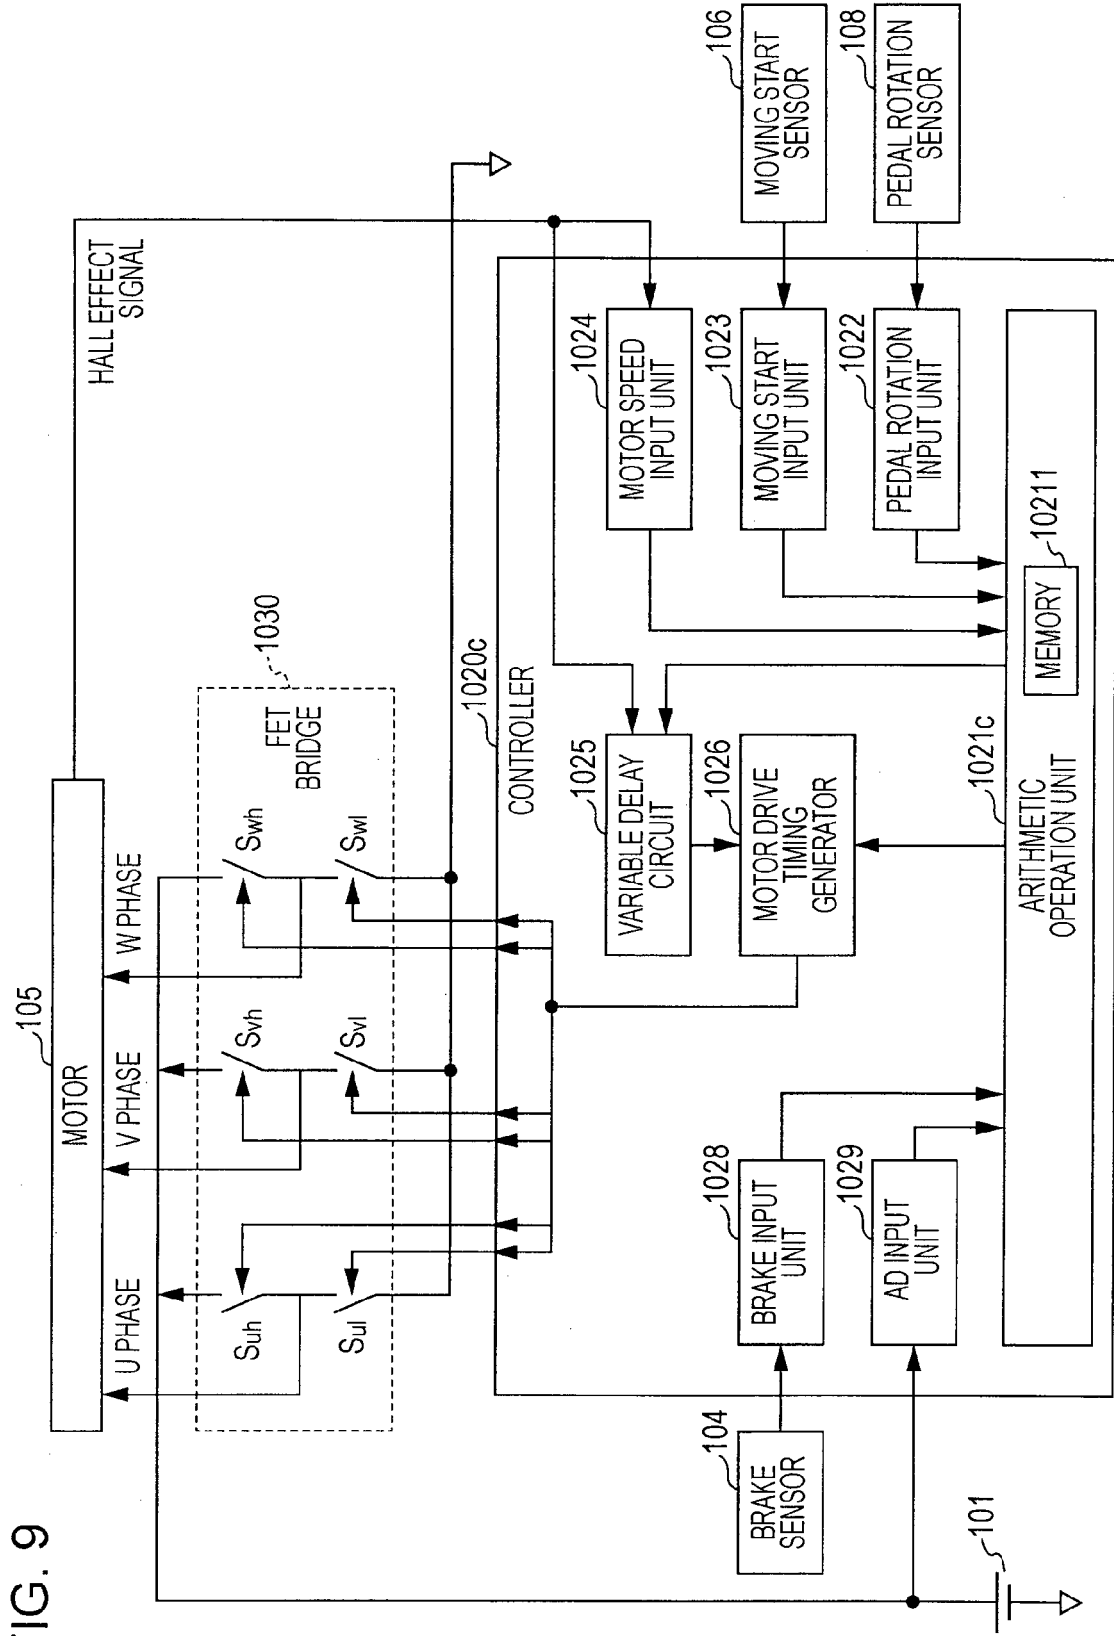 FIG. 9
105
MOTOR
HALL EFFECT
SIGNAL
U PHASE
V PHASE
W PHASE
1030
FET
BRIDGE
Suh
Svh
Swh
Sul
Svl
Swl
1020c
CONTROLLER
1024
MOTOR SPEED
INPUT UNIT
106
MOVING START
SENSOR
1025
VARIABLE DELAY
CIRCUIT
1023
MOVING START
INPUT UNIT
108
PEDAL ROTATION
SENSOR
1026
MOTOR DRIVE
TIMING
GENERATOR
1022
PEDAL ROTATION
INPUT UNIT
104
BRAKE
SENSOR
1028
BRAKE INPUT
UNIT
1029
AD INPUT
UNIT
101
1021c
ARITHMETIC
OPERATION UNIT
10211
MEMORY